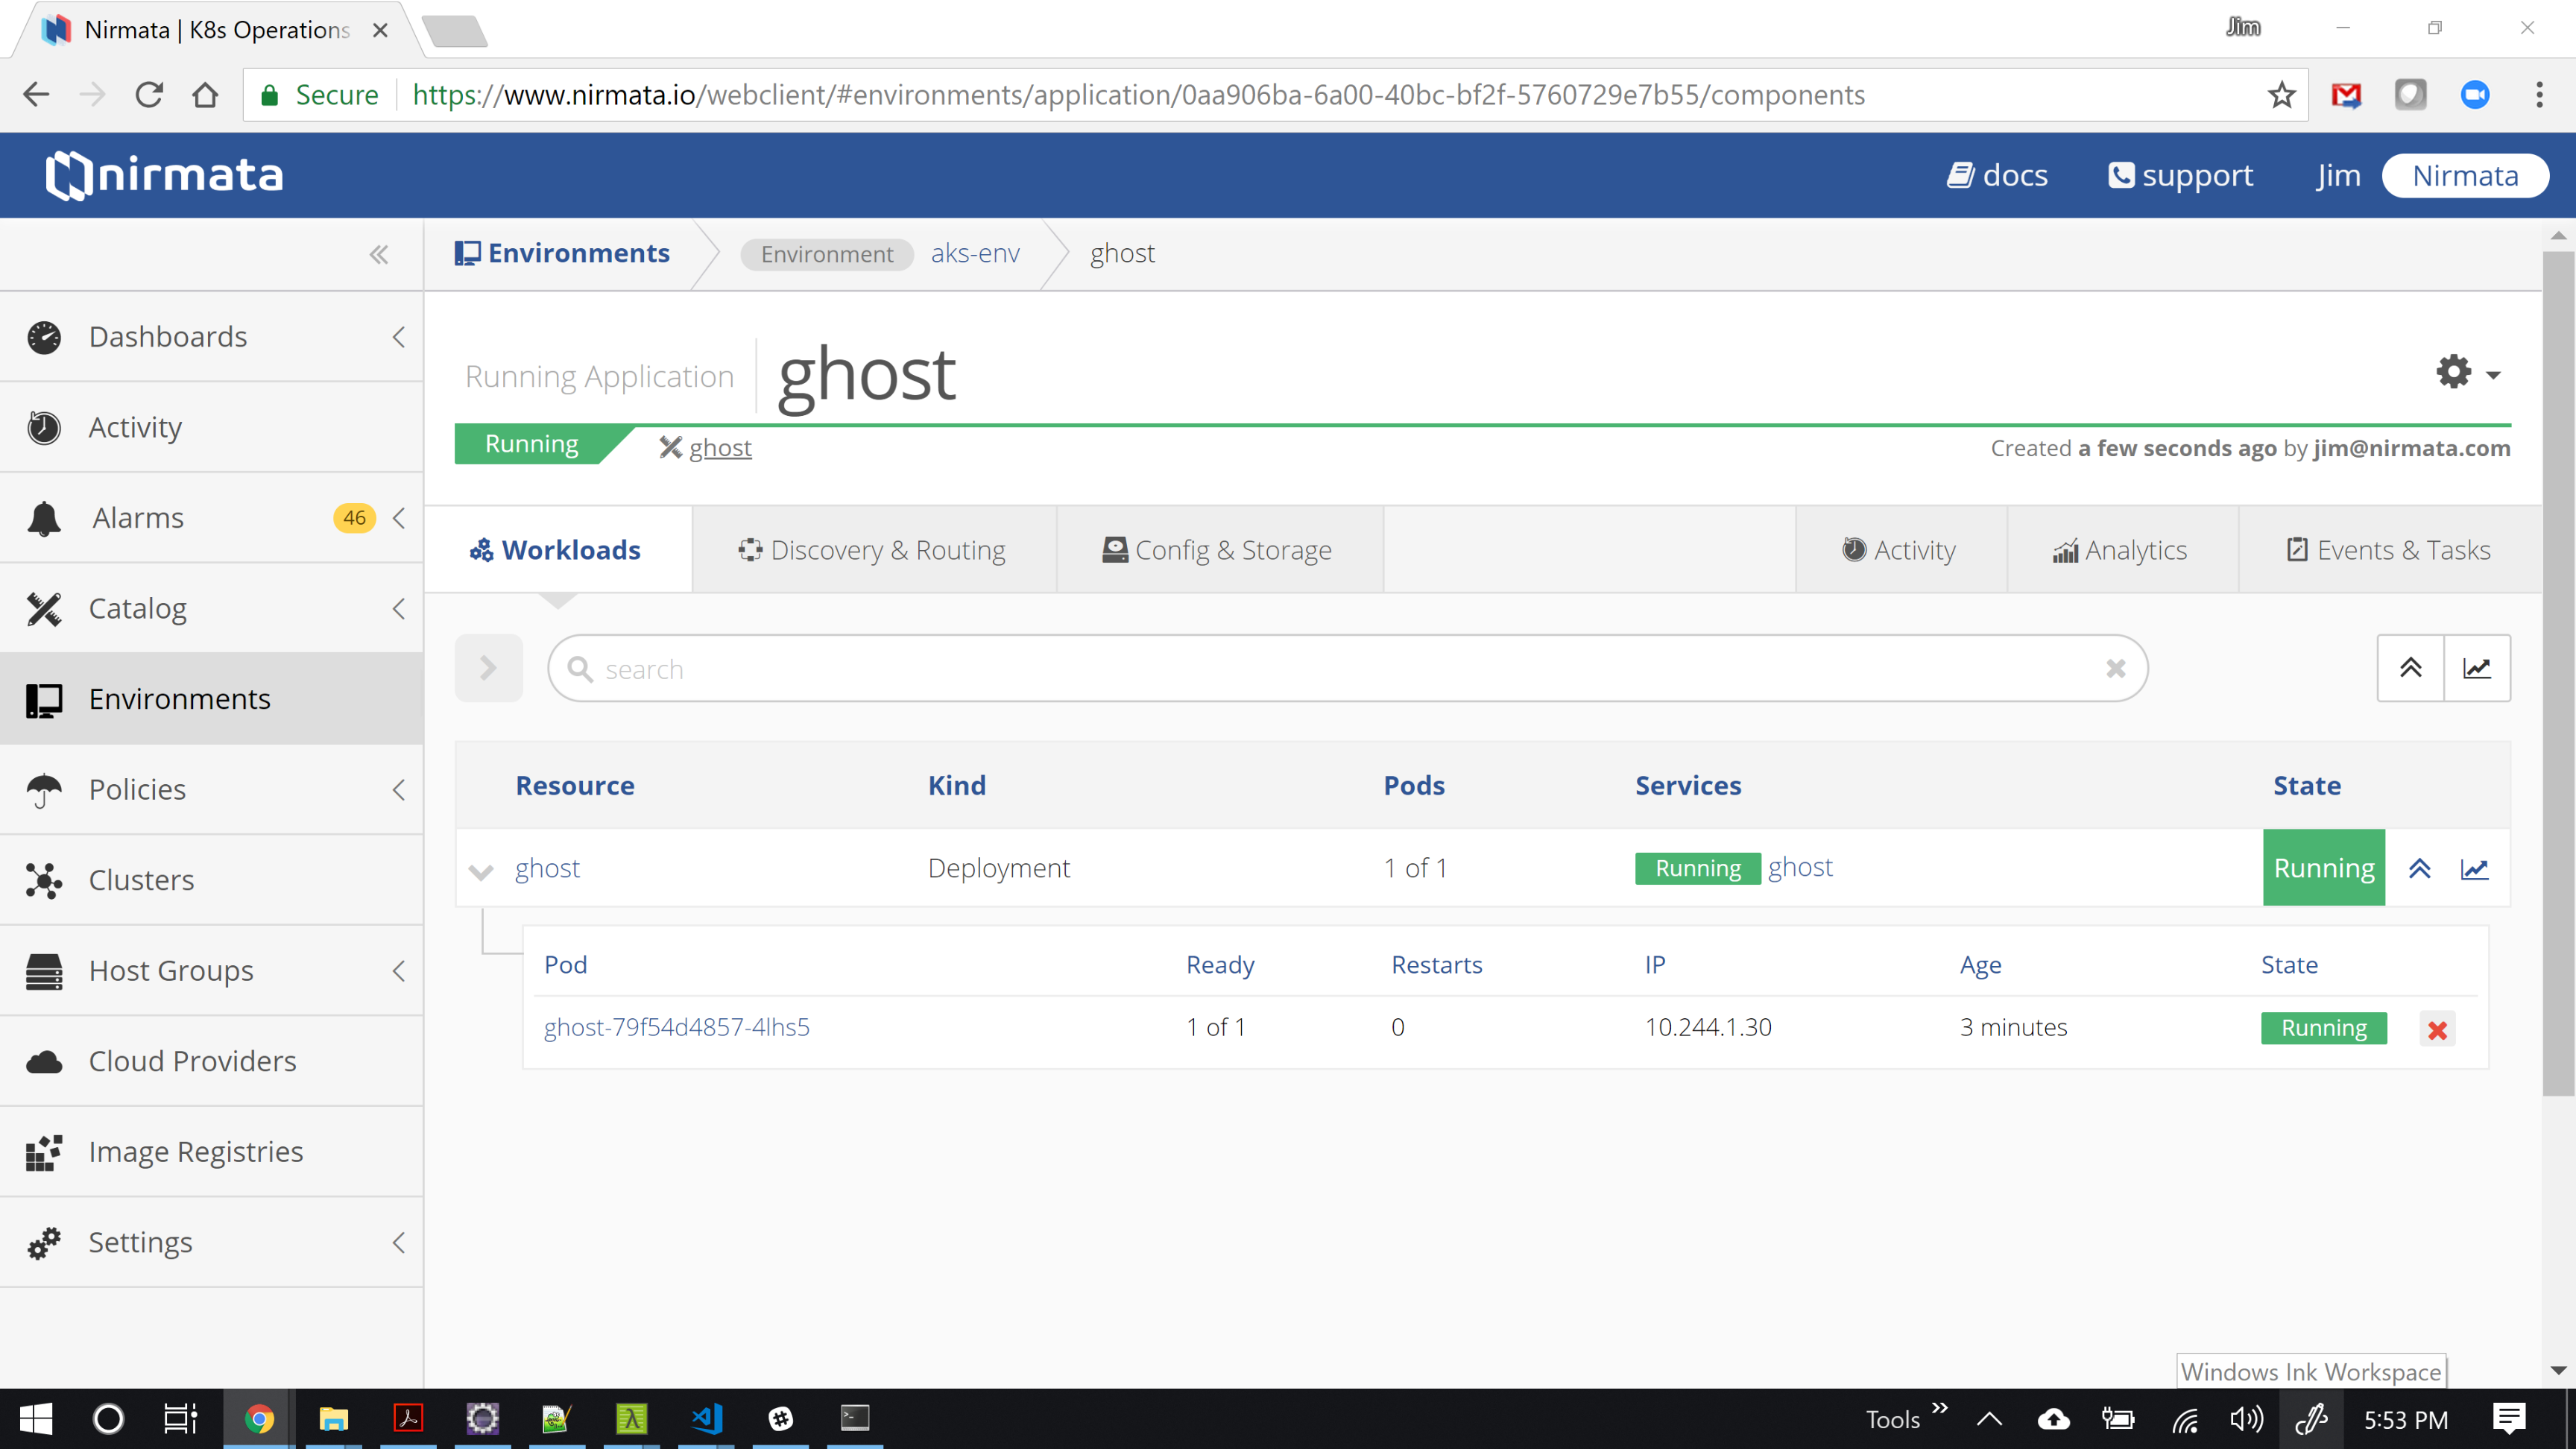 Nirmata | K8s Operations
Jim
Secure https://www.nirmata.io/webclient/#environments/application/0aa906ba-6a00-40bc-bf2f-5760729e7b55/components
nirmata
docs
support
Jim
Nirmata
Environments
Environment aks-env
ghost
Dashboards
Activity
Alarms 46
Catalog
Environments
Policies
Clusters
Host Groups
Cloud Providers
Image Registries
Settings
Running Application
ghost
Running
ghost
Created a few seconds ago by jim@nirmata.com
Workloads
Discovery & Routing
Config & Storage
Activity
Analytics
Events & Tasks
search
Resource Kind Pods Services State
ghost Deployment 1 of 1 Running ghost Running
Pod Ready Restarts IP Age State
ghost-79f54d4857-4lhs5 1 of 1 0 10.244.1.30 3 minutes Running
Windows Ink Workspace
Tools
5:53 PM